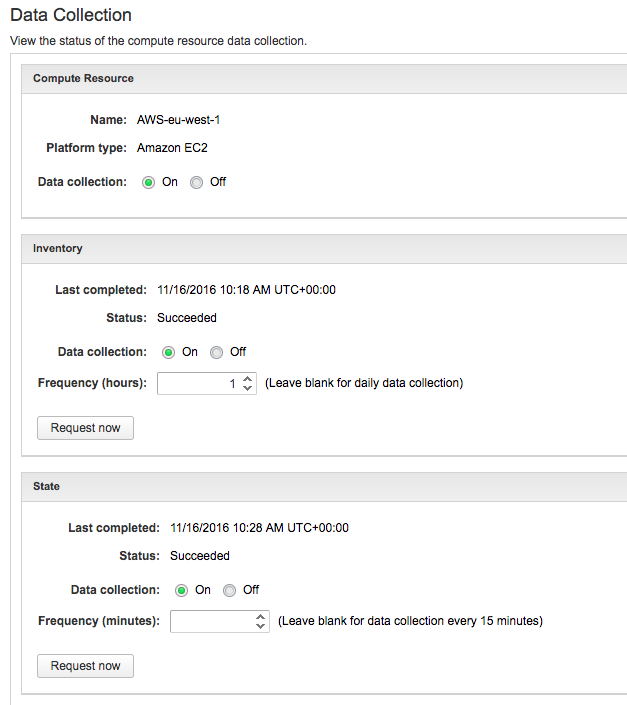 Data Collection
View the status of the compute resource data collection.
Compute Resource
Name: AWS-eu-west-1
Platform type: Amazon EC2
Data collection: On Off
Inventory
Last completed: 11/16/2016 10:18 AM UTC+00:00
Status: Succeeded
Data collection: On Off
Frequency (hours): 1 (Leave blank for daily data collection)
Request now
State
Last completed: 11/16/2016 10:28 AM UTC+00:00
Status: Succeeded
Data collection: On Off
Frequency (minutes): (Leave blank for data collection every 15 minutes)
Request now